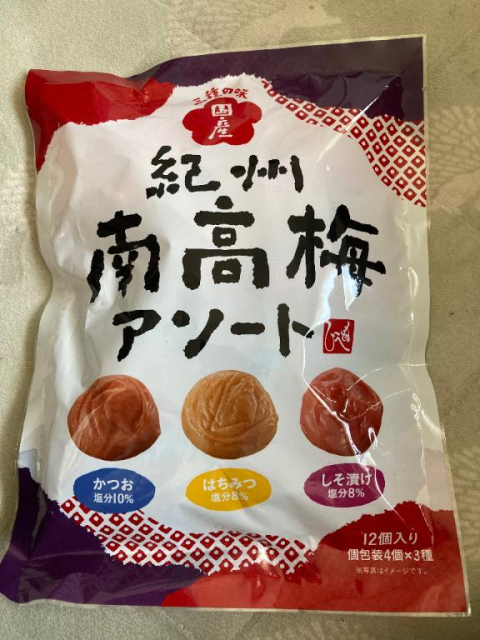 三種の味
国産
紀州
南高梅
アソート
かつお
塩分10%
はちみつ
塩分8%
しそ漬け
塩分8%
12個入り
個包装4個×3種
※写真はイメージです。